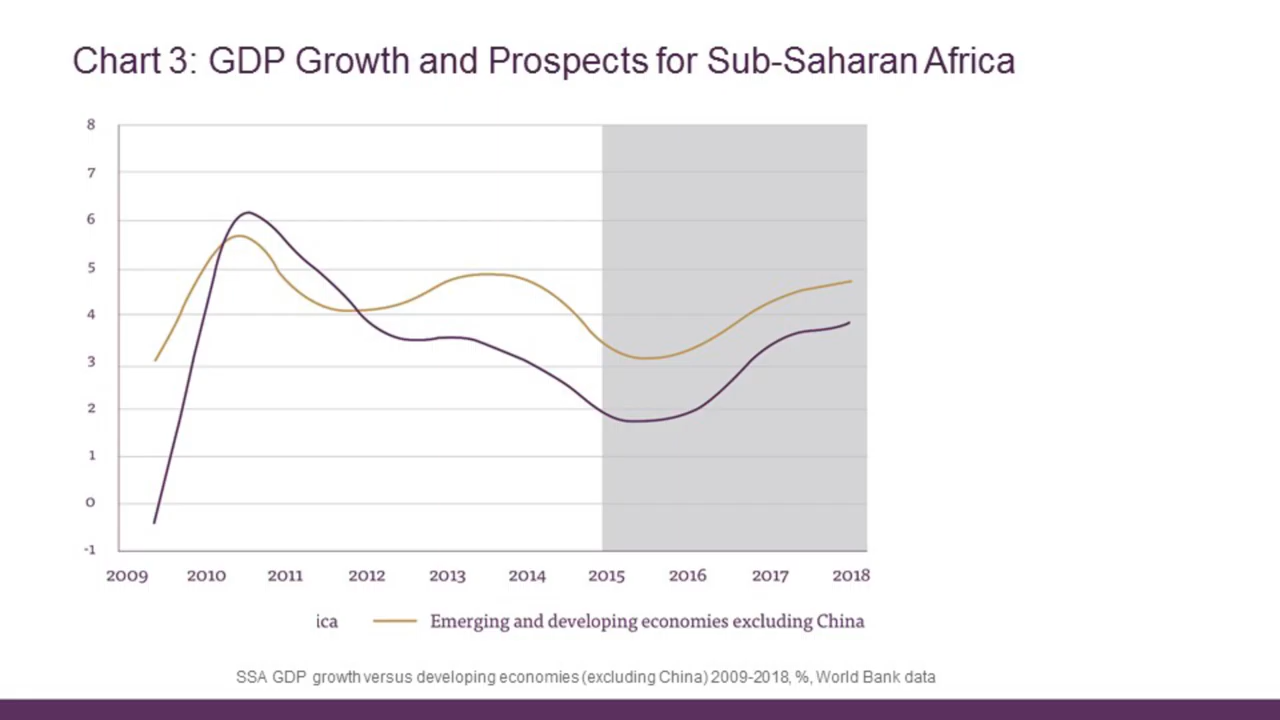 Chart 3: GDP Growth and Prospects for Sub-Saharan Africa
8
7
6
5
4
3
2
1
0
-1
2009 2010 2011 2012 2013 2014 2015 2016 2017 2018
ica Emerging and developing economies excluding China
SSA GDP growth versus developing economies (excluding China) 2009-2018, %, World Bank data